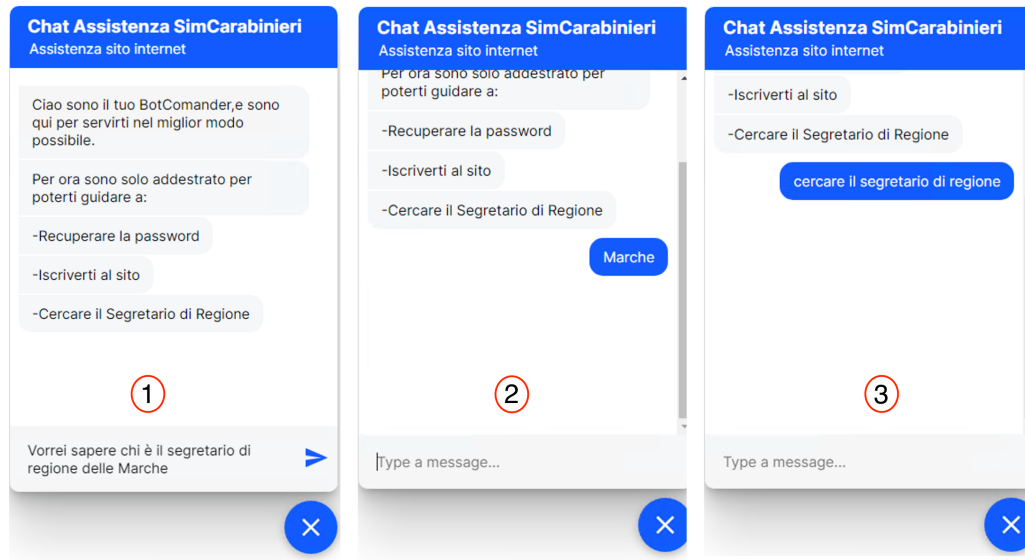 Chat Assistenza SimCarabinieri
Assistenza sito internet
Ciao sono il tuo BotComander,e sono
qui per servirti nel miglior modo
possibile.
Per ora sono solo addestrato per
poterti guidare a:
-Recuperare la password
-Iscriverti al sito
-Cercare il Segretario di Regione
1
Vorrei sapere chi è il segretario di
regione delle Marche
Chat Assistenza SimCarabinieri
Assistenza sito internet
Per ora sono solo addestrato per
poterti guidare a:
-Recuperare la password
-Iscriverti al sito
-Cercare il Segretario di Regione
Marche
2
Type a message...
Chat Assistenza SimCarabinieri
Assistenza sito internet
-Iscriverti al sito
-Cercare il Segretario di Regione
cercare il segretario di regione
3
Type a message...